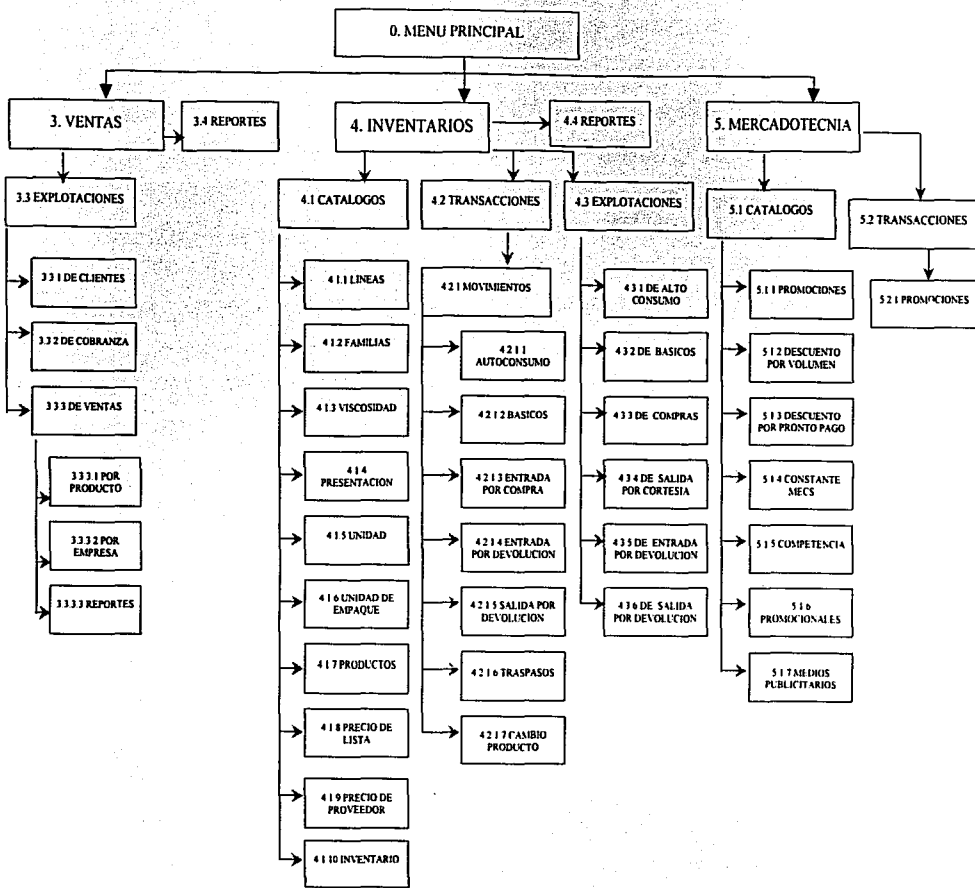 0. MENU PRINCIPAL
3. VENTAS
3.4 REPORTES
4. INVENTARIOS
4.4 REPORTES
5. MERCADOTECNIA
3.3 EXPLOTACIONES
4.1 CATALOGOS
4.2 TRANSACCIONES
4.3 EXPLOTACIONES
5.1 CATALOGOS
5.2 TRANSACCIONES
3.3.1 DE CLIENTES
3.3.2 DE COBRANZA
3.3.3 DE VENTAS
3.3.3.1 POR
PRODUCTO
3.3.3.2 POR
EMPRESA
3.3.3.3 REPORTES
4.1.1 LINEAS
4.1.2 FAMILIAS
4.1.3 VISCOSIDAD
4.1.4
PRESENTACION
4.1.5 UNIDAD
4.1.6 UNIDAD DE
EMPAQUE
4.1.7 PRODUCTOS
4.1.8 PRECIO DE
LISTA
4.1.9 PRECIO DE
PROVEEDOR
4.1.10 INVENTARIO
4.2.1 MOVIMIENTOS
4.2.1.1
AUTOCONSUMO
4.2.1.2 BASICOS
4.2.1.3 ENTRADA
POR COMPRA
4.2.1.4 ENTRADA
POR DEVOLUCION
4.2.1.5 SALIDA POR
DEVOLUCION
4.2.1.6 TRASPASOS
4.2.1.7 CAMBIO
PRODUCTO
4.3.1 DE ALTO
CONSUMO
4.3.2 DE BASICOS
4.3.3 DE COMPRAS
4.3.4 DE SALIDA
POR CORTESIA
4.3.5 DE ENTRADA
POR DEVOLUCION
4.3.6 DE SALIDA
POR DEVOLUCION
5.1.1 PROMOCIONES
5.1.2 DESCUENTO
POR VOLUMEN
5.1.3 DESCUENTO
POR PRONTO PAGO
5.1.4 CONSTANTE
MECS
5.1.5 COMPETENCIA
5.1.6
PROMOCIONALES
5.1.7 MEDIOS
PUBLICITARIOS
5.2.1 PROMOCIONES